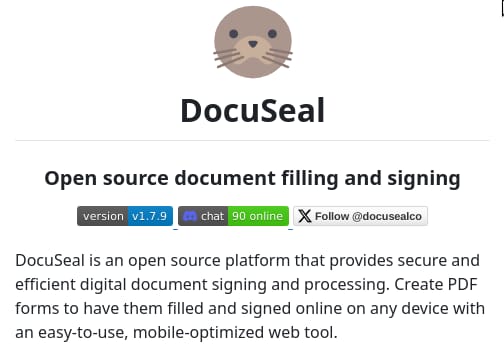 DocuSeal
Open source document filling and signing
version v1.7.9 chat 90 online X Follow @docusealco
DocuSeal is an open source platform that provides secure and
efficient digital document signing and processing. Create PDF
forms to have them filled and signed online on any device with
an easy-to-use, mobile-optimized web tool.